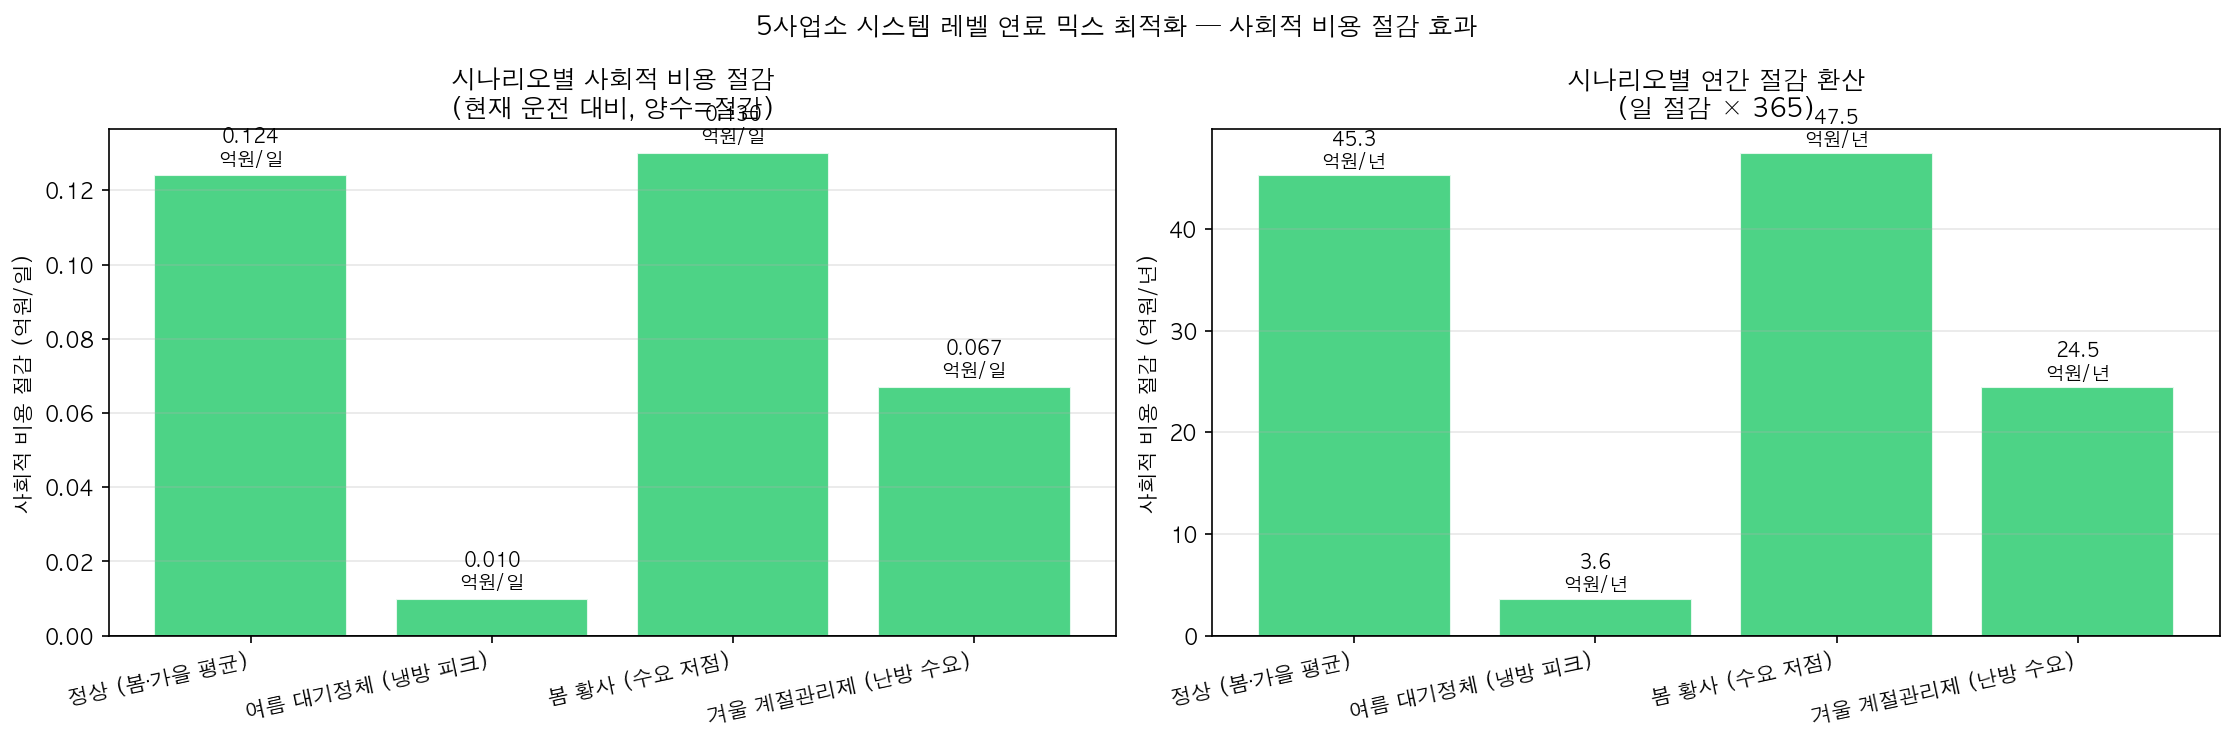 5사업소 시스템 레벨 연료 믹스 최적화 — 사회적 비용 절감 효과
시나리오별 사회적 비용 절감
(현재 운전 대비, 양수=절감)
사회적 비용 절감 (억원/일)
0.12
0.10
0.08
0.06
0.04
0.02
0.00
0.124
억원/일
0.010
억원/일
0.130
억원/일
0.067
억원/일
정상 (봄·가을 평균)
여름 대기정체 (냉방 피크)
봄 황사 (수요 저점)
겨울 계절관리제 (난방 수요)
시나리오별 연간 절감 환산
(일 절감 × 365)
사회적 비용 절감 (억원/년)
40
30
20
10
0
45.3
억원/년
3.6
억원/년
47.5
억원/년
24.5
억원/년
정상 (봄·가을 평균)
여름 대기정체 (냉방 피크)
봄 황사 (수요 저점)
겨울 계절관리제 (난방 수요)